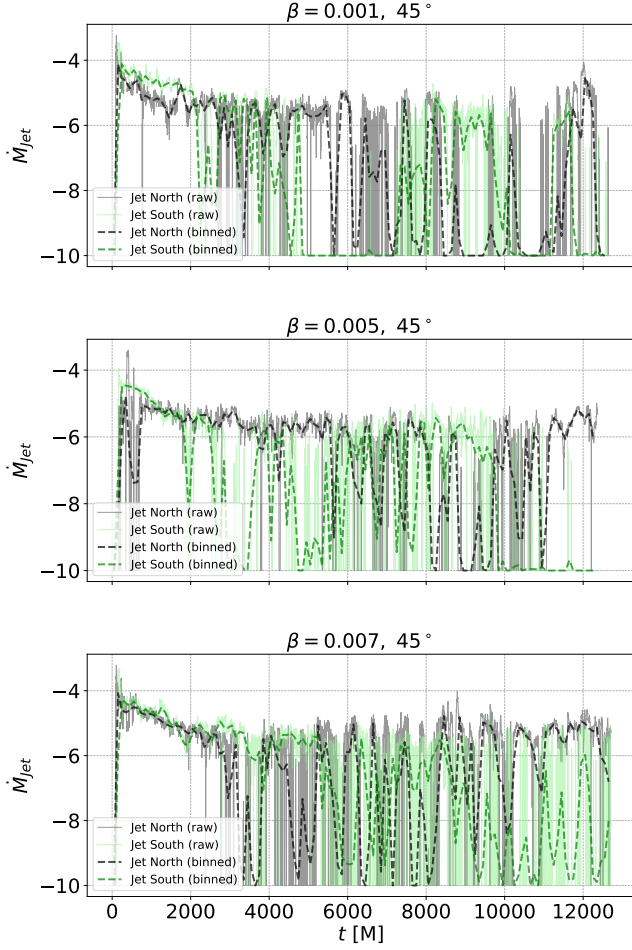 β = 0.001, 45°
−4
−6
−8
−10
Ṁ_Jet
Jet North (raw)
Jet South (raw)
Jet North (binned)
Jet South (binned)
β = 0.005, 45°
−4
−6
−8
−10
Ṁ_Jet
Jet North (raw)
Jet South (raw)
Jet North (binned)
Jet South (binned)
β = 0.007, 45°
−4
−6
−8
−10
Ṁ_Jet
Jet North (raw)
Jet South (raw)
Jet North (binned)
Jet South (binned)
0 2000 4000 6000 8000 10000 12000
t [M]